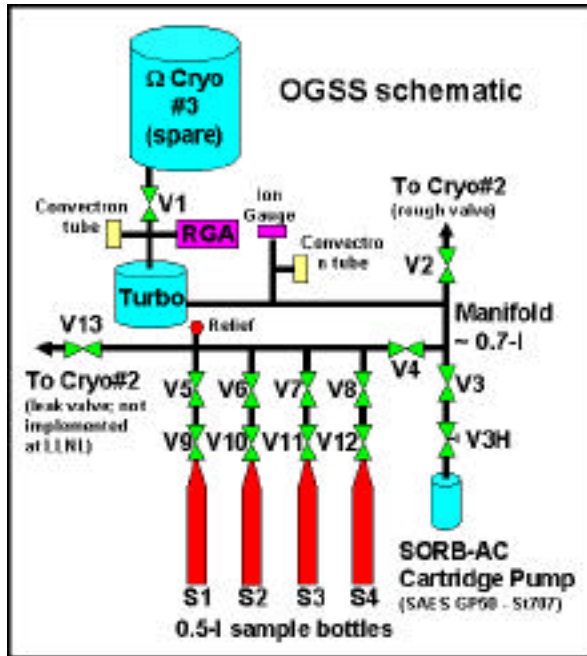 Ω Cryo
#3
(spare)
OGSS schematic
V1
Ion
Gauge
To Cryo#2
(rough valve)
Convectron
tube
RGA
Convectro
n tube
V2
Turbo
Manifold
~ 0.7-l
V13
Relief
V4
V3
To Cryo#2
(leak valve; not
implemented
at LLNL)
V5
V6
V7
V8
V9
V10
V11
V12
V3H
SORB-AC
Cartridge Pump
(SAES GP50 - St707)
S1
S2
S3
S4
0.5-l sample bottles